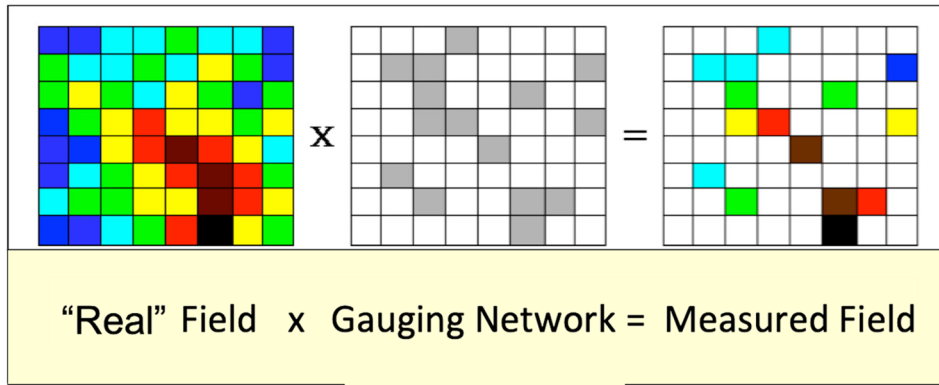 x =
“Real” Field x Gauging Network = Measured Field